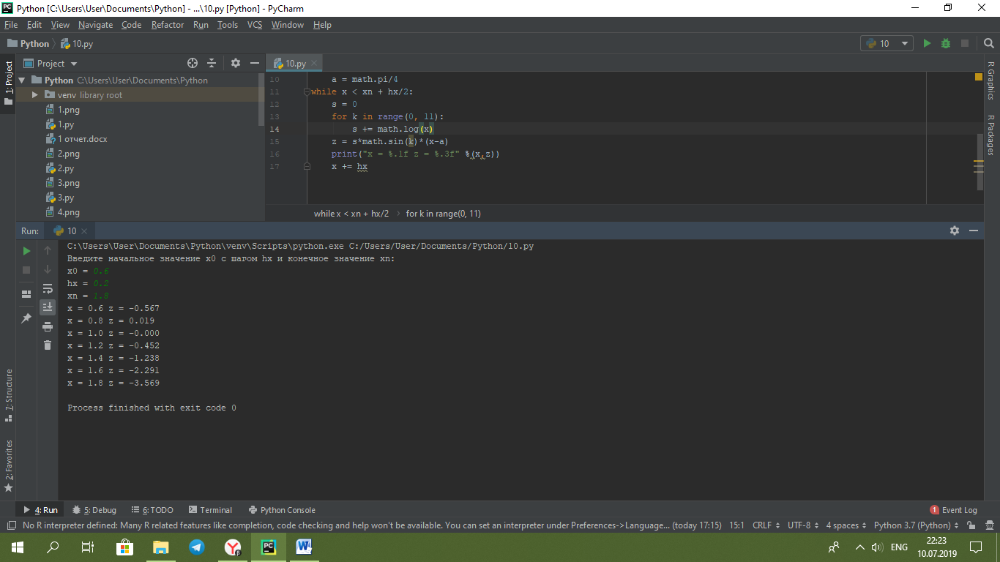 Python [C:\Users\User\Documents\Python] - ...\10.py [Python] - PyCharm
File Edit View Navigate Code Refactor Run Tools VCS Window Help
Python 10.py
10
1: Project
Project
10.py
Python C:\Users\User\Documents\Python
venv library root
1.png
1.py
1 отчет.docx
2.png
2.py
3.png
3.py
4.png
10 a = math.pi/4
11 while x < xn + hx/2:
12 s = 0
13 for k in range(0, 11):
14 s += math.log(x)
15 z = s*math.sin(k)*(x-a)
16 print("x = %.1f z = %.3f" %(x,z))
17 x += hx
while x < xn + hx/2 for k in range(0, 11)
R Graphics
R Packages
Run: 10
C:\Users\User\Documents\Python\venv\Scripts\python.exe C:/Users/User/Documents/Python/10.py
Введите начальное значение x0 с шагом hx и конечное значение xn:
x0 = 0.6
hx = 0.2
xn = 1.8
x = 0.6 z = -0.567
x = 0.8 z = 0.019
x = 1.0 z = -0.000
x = 1.2 z = -0.452
x = 1.4 z = -1.238
x = 1.6 z = -2.291
x = 1.8 z = -3.569
Process finished with exit code 0
7: Structure
2: Favorites
4: Run 5: Debug 6: TODO Terminal Python Console 1 Event Log
No R interpreter defined: Many R related features like completion, code checking and help won't be available. You can set an interpreter under Preferences->Language... (today 17:15) 15:1 CRLF UTF-8 4 spaces Python 3.7 (Python)
ENG
22:23
10.07.2019